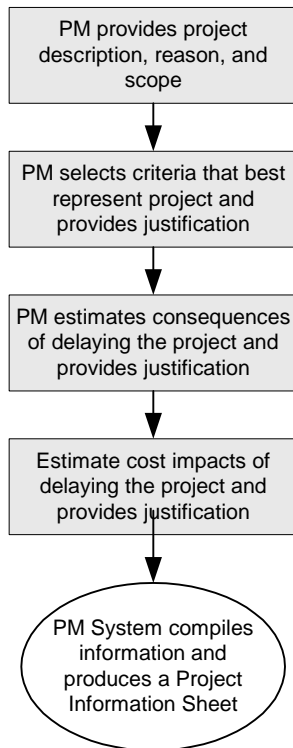 PM provides project
description, reason, and
scope
PM selects criteria that best
represent project and
provides justification
PM estimates consequences
of delaying the project and
provides justification
Estimate cost impacts of
delaying the project and
provides justification
PM System compiles
information and
produces a Project
Information Sheet